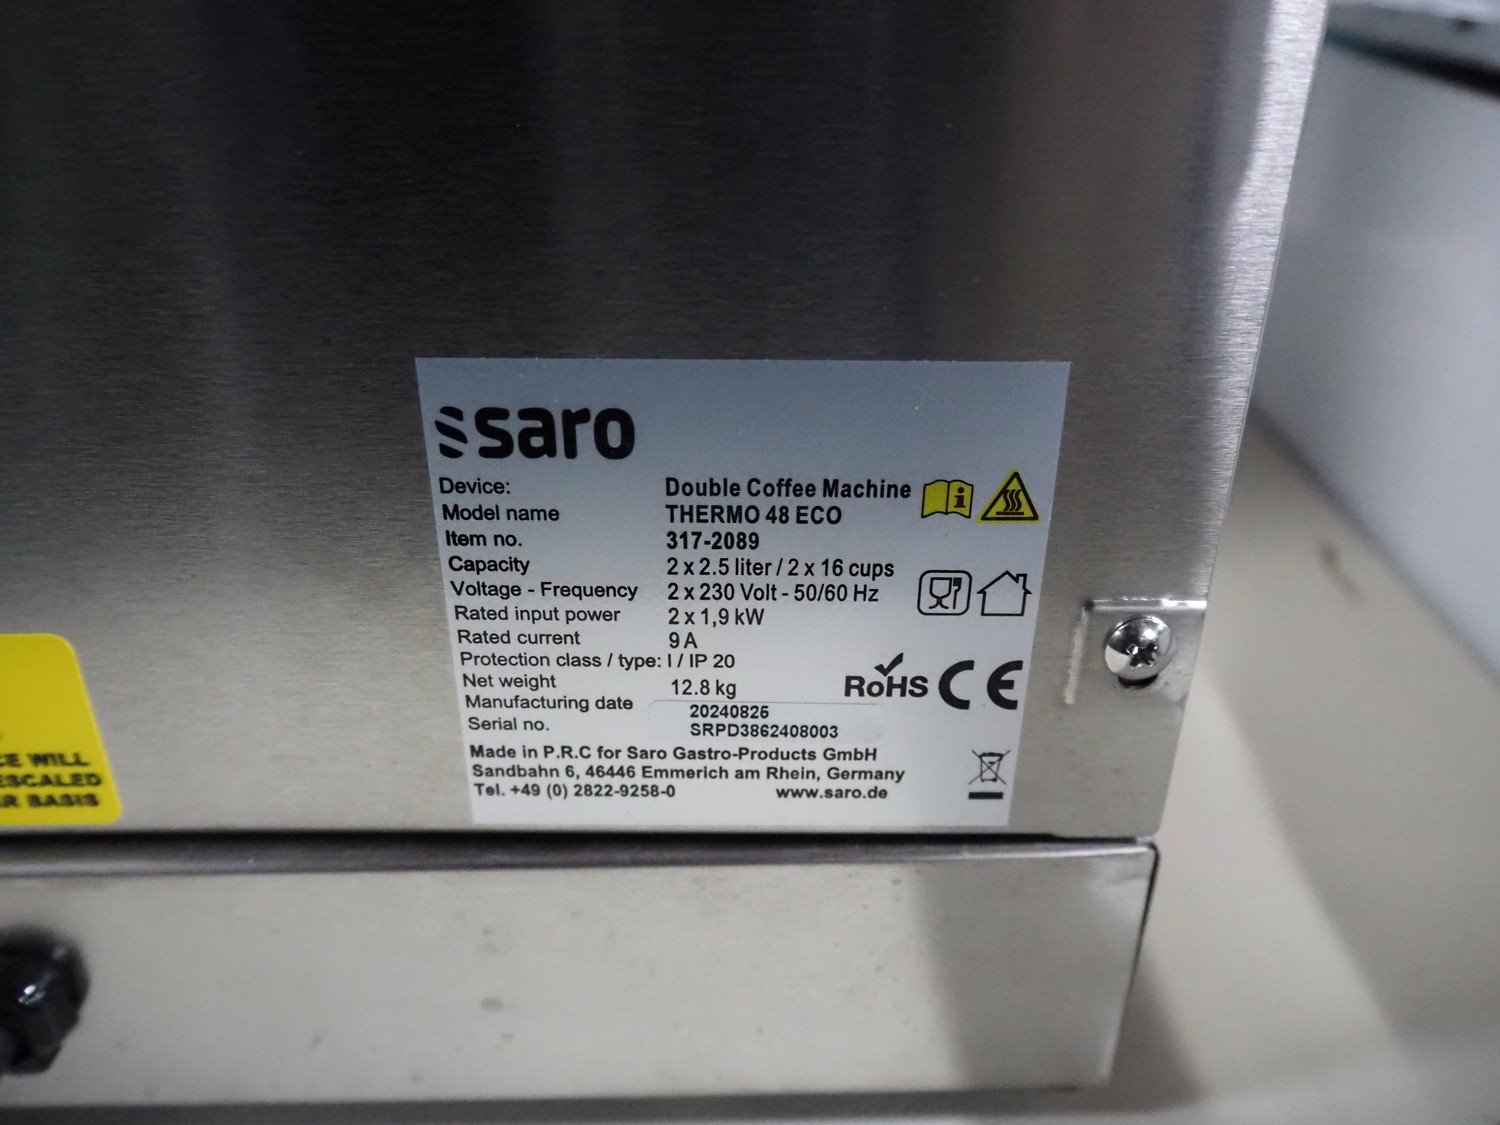 saro
Device: Double Coffee Machine
Model name THERMO 48 ECO
Item no. 317-2089
Capacity 2 x 2.5 liter / 2 x 16 cups
Voltage - Frequency 2 x 230 Volt - 50/60 Hz
Rated input power 2 x 1,9 kW
Rated current 9 A
Protection class / type: I / IP 20
Net weight 12.8 kg
RoHS CE
Manufacturing date 20240826
Serial no. SRPD3862408003
Made in P.R.C for Saro Gastro-Products GmbH
Sandbahn 6, 46446 Emmerich am Rhein, Germany
Tel. +49 (0) 2822-9258-0 www.saro.de
WILL
BASIS